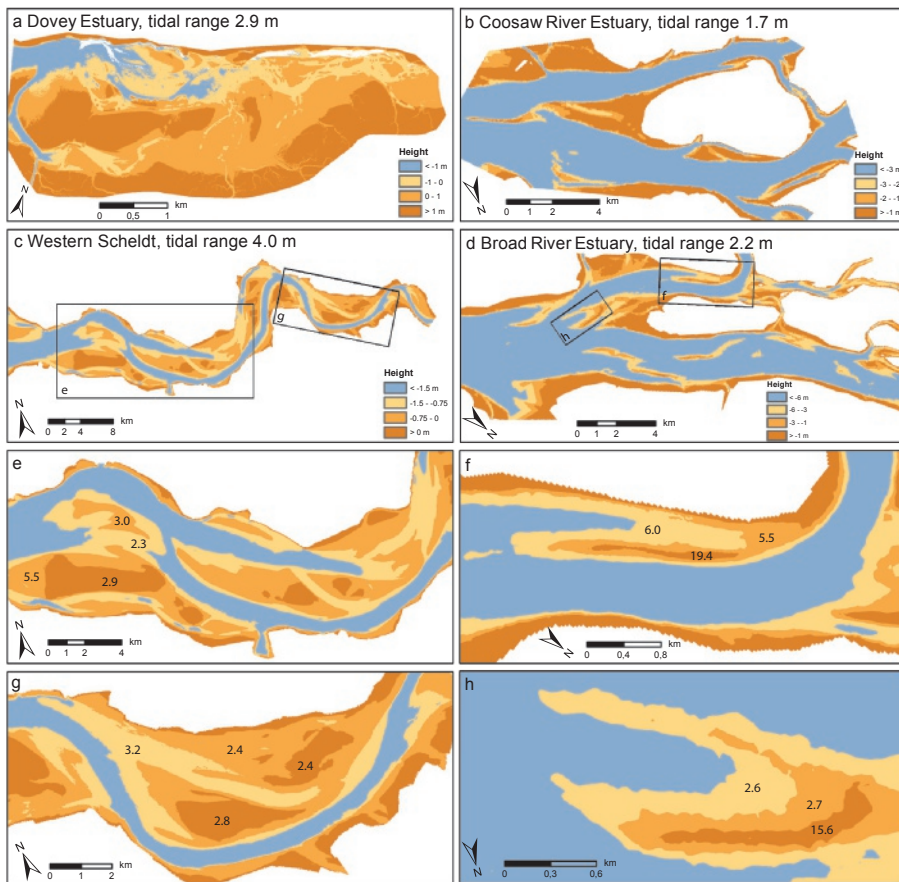 a Dovey Estuary, tidal range 2.9 m
Height
< -1 m
-1 - 0
0 - 1
> 1 m
N
0 0,5 1
km
b Coosaw River Estuary, tidal range 1.7 m
Height
< -3 m
-3 - -2
-2 - -1
> -1 m
N
0 1 2 4
km
c Western Scheldt, tidal range 4.0 m
g
e
Height
< -1.5 m
-1.5 - -0.75
-0.75 - 0
> 0 m
km
0 2 4 8
N
d Broad River Estuary, tidal range 2.2 m
f
h
Height
< -6 m
-6 - -3
-3 - -1
> -1 m
N
0 1 2 4
km
e
3.0
2.3
5.5 2.9
N
0 1 2 4
km
f
6.0
5.5
19.4
N
km
0 0,4 0,8
g
3.2 2.4
2.4
2.8
N
km
0 1 2
h
2.6
2.7
15.6
N
km
0 0,3 0,6